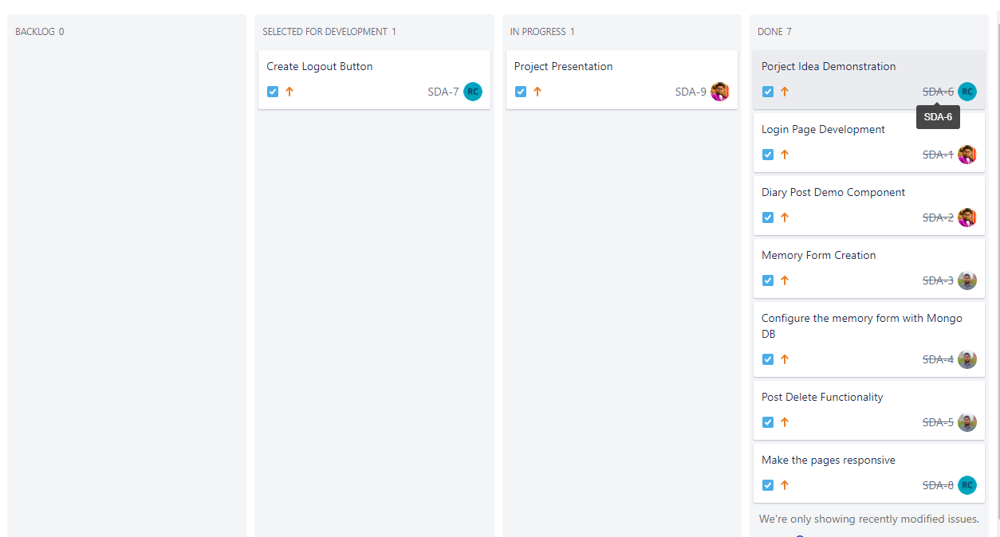 BACKLOG 0
SELECTED FOR DEVELOPMENT 1
Create Logout Button
SDA-7 RC
IN PROGRESS 1
Project Presentation
SDA-9
DONE 7
Porject Idea Demonstration
SDA-6 RC
SDA-6
Login Page Development
SDA-1
Diary Post Demo Component
SDA-2
Memory Form Creation
SDA-3
Configure the memory form with Mongo
DB
SDA-4
Post Delete Functionality
SDA-5
Make the pages responsive
SDA-8 RC
We're only showing recently modified issues.